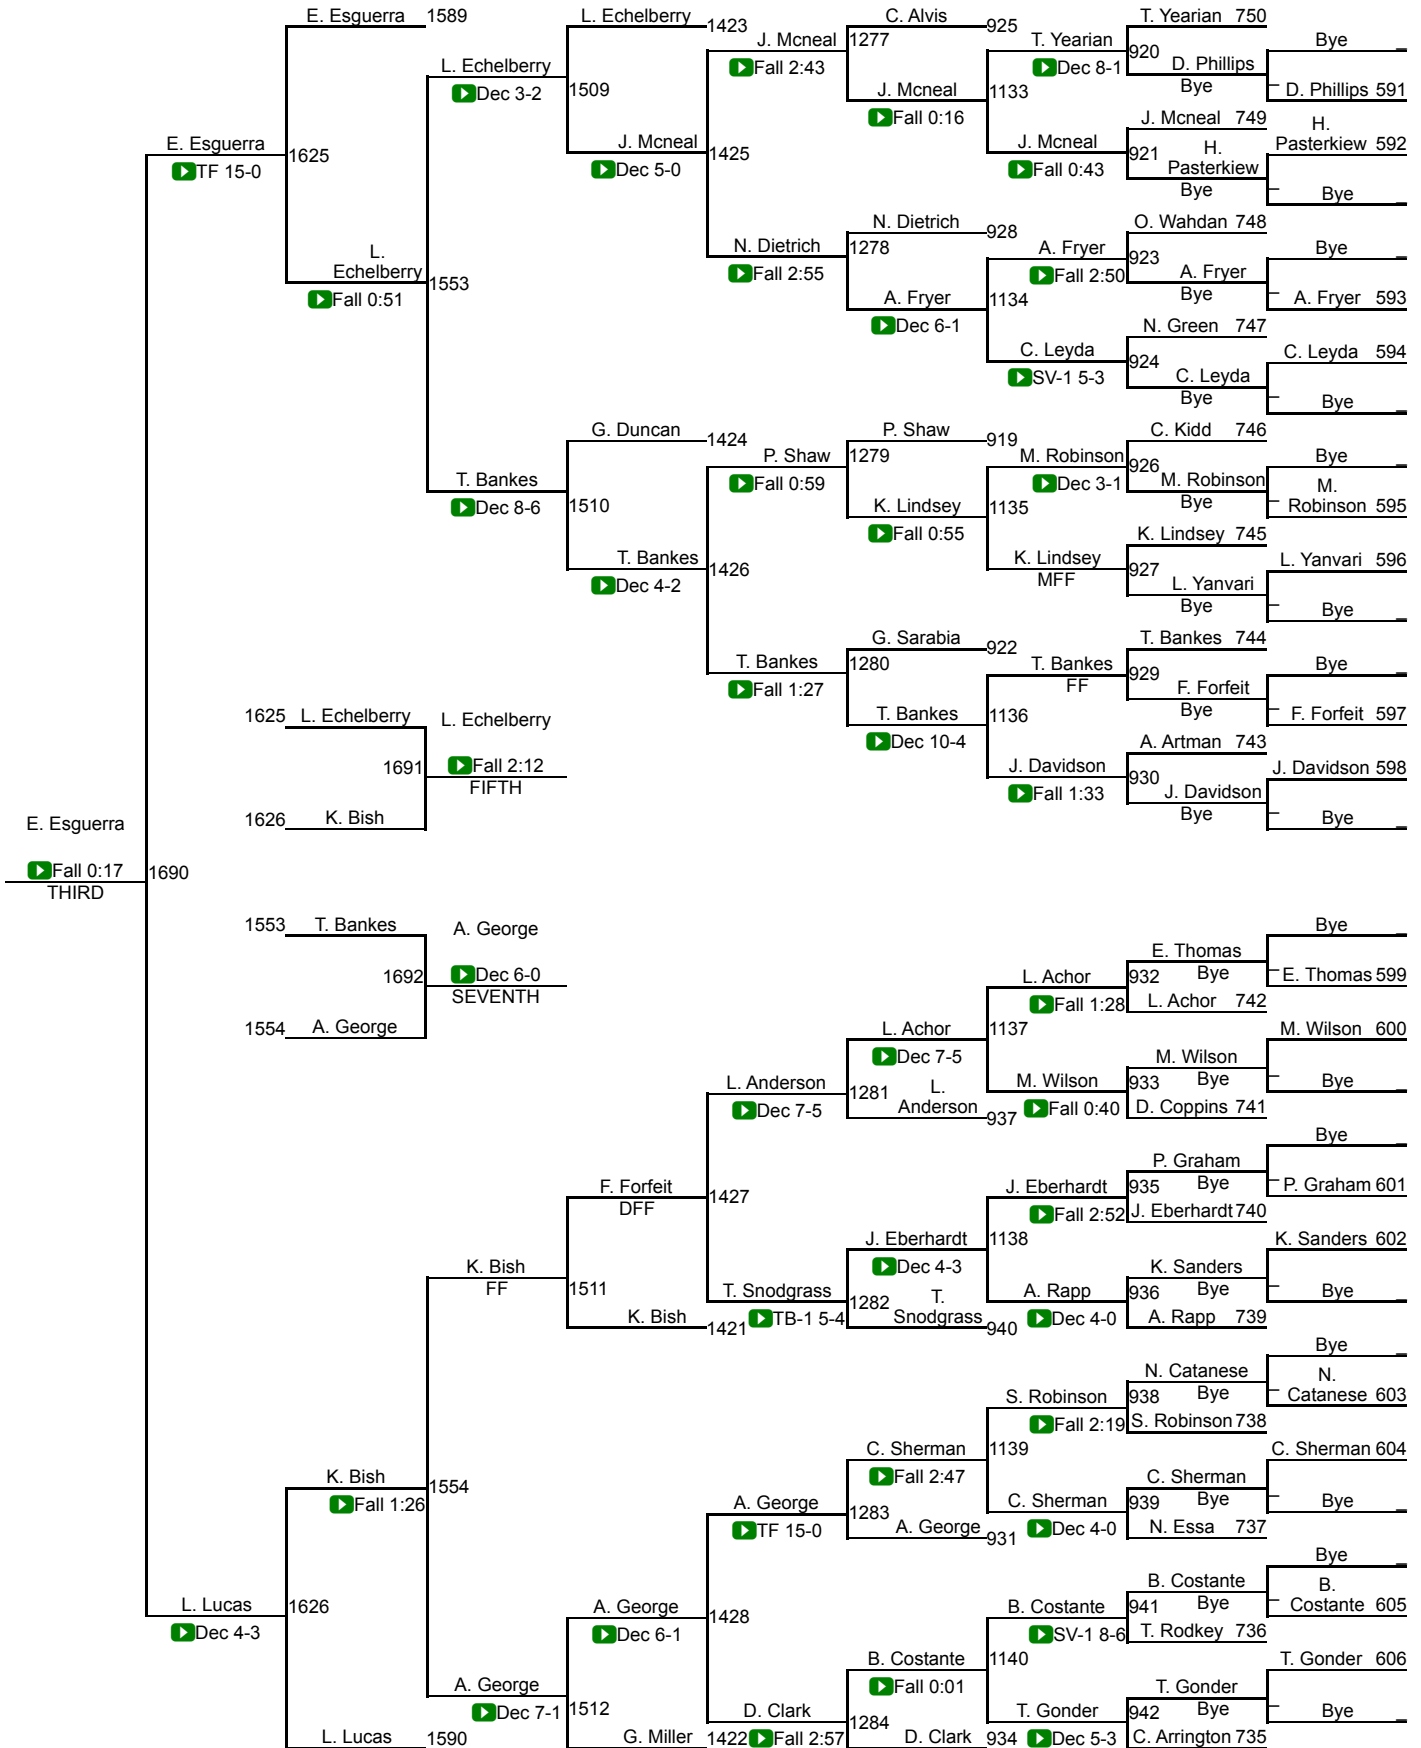 E. Esguerra 1589
L. Echelberry 1423
C. Alvis 925
T. Yearian 750
J. Mcneal 1277
T. Yearian
Bye
L. Echelberry
Fall 2:43
Dec 8-1
920 D. Phillips
Bye
Dec 3-2
1509
J. Mcneal 1133
D. Phillips 591
Fall 0:16
J. Mcneal 749
H.
Pasterkiew 592
E. Esguerra
1625
J. Mcneal 1425
J. Mcneal
921 H.
Pasterkiew
TF 15-0
Dec 5-0
Fall 0:43
Bye
Bye
N. Dietrich 928
O. Wahdan 748
L.
Echelberry 1553
N. Dietrich 1278
A. Fryer
923
Bye
Fall 2:55
Fall 2:50
A. Fryer
Bye
Fall 0:51
A. Fryer 1134
A. Fryer 593
Dec 6-1
N. Green 747
C. Leyda
924
C. Leyda 594
SV-1 5-3
C. Leyda
Bye
Bye
G. Duncan 1424
P. Shaw 919
C. Kidd 746
P. Shaw 1279
M. Robinson
926
Bye
T. Bankes
Fall 0:59
Dec 3-1
M. Robinson
Bye
M.
Robinson 595
Dec 8-6
1510
K. Lindsey 1135
Fall 0:55
K. Lindsey 745
T. Bankes 1426
K. Lindsey
927
L. Yanvari 596
Dec 4-2
MFF
L. Yanvari
Bye
Bye
G. Sarabia 922
T. Bankes 744
T. Bankes 1280
T. Bankes
929
Bye
Fall 1:27
FF
F. Forfeit
Bye
1625 L. Echelberry
L. Echelberry
T. Bankes 1136
F. Forfeit 597
Dec 10-4
A. Artman 743
1691
Fall 2:12
J. Davidson
930
J. Davidson 598
FIFTH
Fall 1:33
J. Davidson
Bye
1626 K. Bish
Bye
E. Esguerra
Fall 0:17
1690
THIRD
1553 T. Bankes
A. George
Bye
E. Thomas
1692
Dec 6-0
L. Achor
932 Bye
E. Thomas 599
SEVENTH
Fall 1:28
L. Achor 742
1554 A. George
L. Achor 1137
M. Wilson 600
Dec 7-5
M. Wilson
L. Anderson 1281
L.
Anderson 937
M. Wilson
933 Bye
Bye
Dec 7-5
Fall 0:40
D. Coppins 741
Bye
P. Graham
F. Forfeit 1427
J. Eberhardt
935 Bye
P. Graham 601
DFF
Fall 2:52
J. Eberhardt 740
J. Eberhardt 1138
K. Sanders 602
K. Bish
Dec 4-3
K. Sanders
FF
1511
T. Snodgrass 1282
T.
Snodgrass 940
A. Rapp
936 Bye
Bye
K. Bish 1421
TB-1 5-4
Dec 4-0
A. Rapp 739
Bye
N. Catanese
S. Robinson
938 Bye
N.
Catanese 603
Fall 2:19
S. Robinson 738
C. Sherman 1139
C. Sherman 604
K. Bish 1554
Fall 2:47
C. Sherman
Fall 1:26
A. George 1283
C. Sherman
939 Bye
Bye
TF 15-0
A. George 931
Dec 4-0
N. Essa 737
Bye
B. Costante
L. Lucas 1626
A. George 1428
B. Costante
941 Bye
B.
Costante 605
Dec 4-3
Dec 6-1
SV-1 8-6
T. Rodkey 736
B. Costante 1140
T. Gonder 606
A. George
Fall 0:01
T. Gonder
Dec 7-1
1512
D. Clark 1284
T. Gonder
942 Bye
Bye
L. Lucas 1590
G. Miller 1422
Fall 2:57
D. Clark 934
Dec 5-3
C. Arrington 735